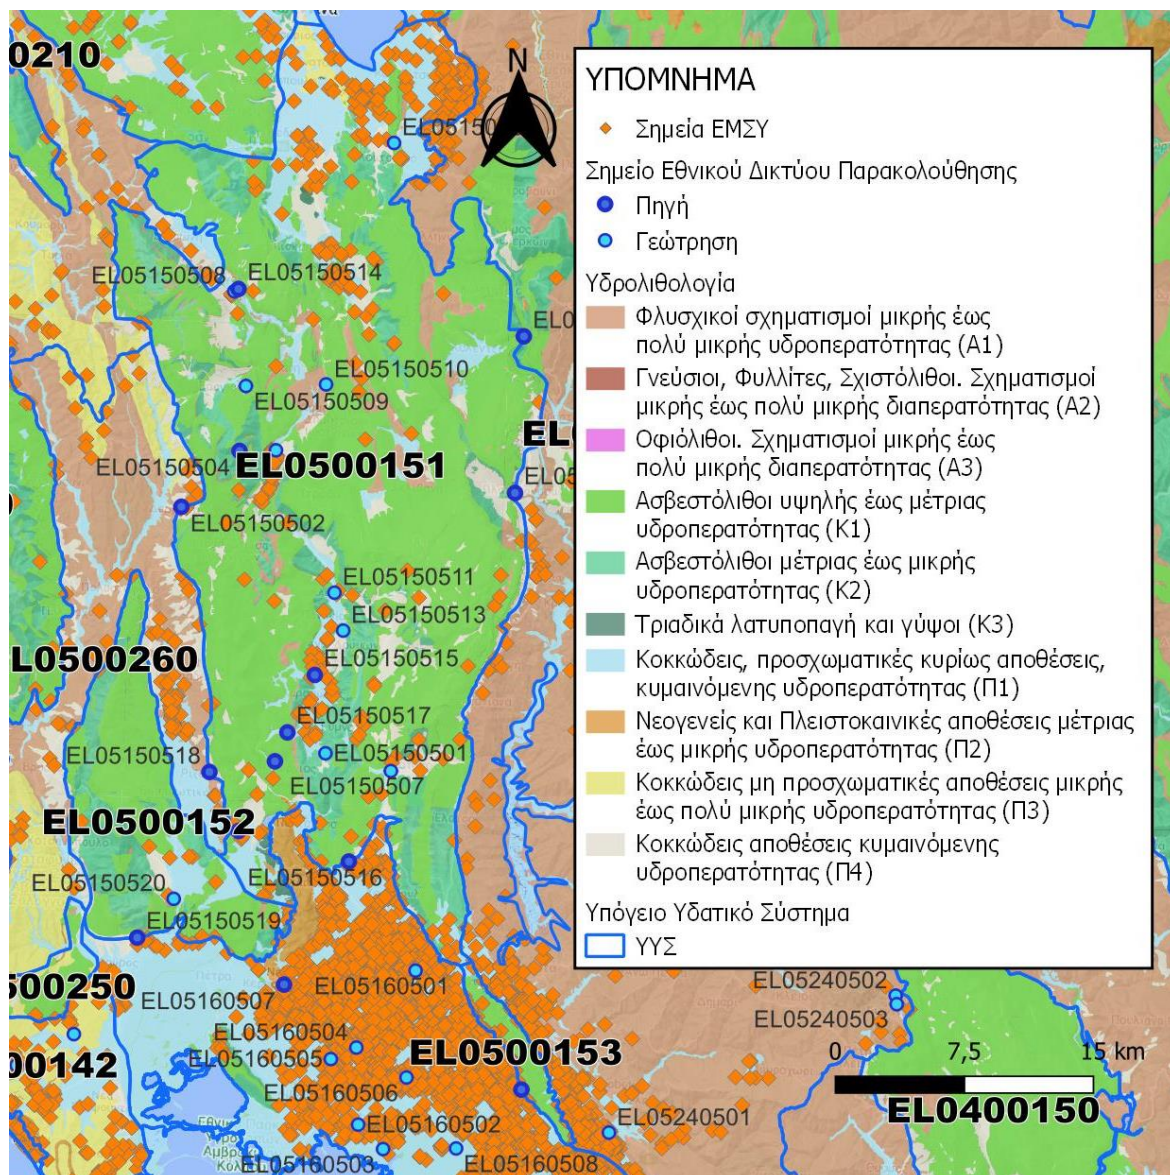 0210
N
ΥΠΟΜΝΗΜΑ
Σημεία ΕΜΣΥ
Σημείο Εθνικού Δικτύου Παρακολούθησης
Πηγή
Γεώτρηση
Υδρολιθολογία
Φλυσχικοί σχηματισμοί μικρής έως
πολύ μικρής υδροπερατότητας (Α1)
Γνεύσιοι, Φυλλίτες, Σχιστόλιθοι. Σχηματισμοί
μικρής έως πολύ μικρής διαπερατότητας (Α2)
Οφιόλιθοι. Σχηματισμοί μικρής έως
πολύ μικρής διαπερατότητας (Α3)
Ασβεστόλιθοι υψηλής έως μέτριας
υδροπερατότητας (Κ1)
Ασβεστόλιθοι μέτριας έως μικρής
υδροπερατότητας (Κ2)
Τριαδικά λατυποπαγή και γύψοι (Κ3)
Κοκκώδεις, προσχωματικές κυρίως αποθέσεις,
κυμαινόμενης υδροπερατότητας (Π1)
Νεογενείς και Πλειστοκαινικές αποθέσεις μέτριας
έως μικρής υδροπερατότητας (Π2)
Κοκκώδεις μη προσχωματικές αποθέσεις μικρής
έως πολύ μικρής υδροπερατότητας (Π3)
Κοκκώδεις αποθέσεις κυμαινόμενης
υδροπερατότητας (Π4)
Υπόγειο Υδατικό Σύστημα
ΥΥΣ
EL05150
EL05150508
EL05150514
EL0
EL05150510
EL05150509
EL05150504
EL0500151
EL05150502
EL05
EL05150511
EL05150513
L0500260
EL05150515
EL05150517
EL05150518
EL05150501
EL05150507
EL0500152
EL05150516
EL05150520
EL05150519
500250
EL05160507
EL05160501
EL05240502
EL05240503
EL05160504
EL05160505
EL0500153
00142
EL05160506
EL05160502
EL05240501
EL05160503
EL05160508
0 7,5 15 km
EL0400150